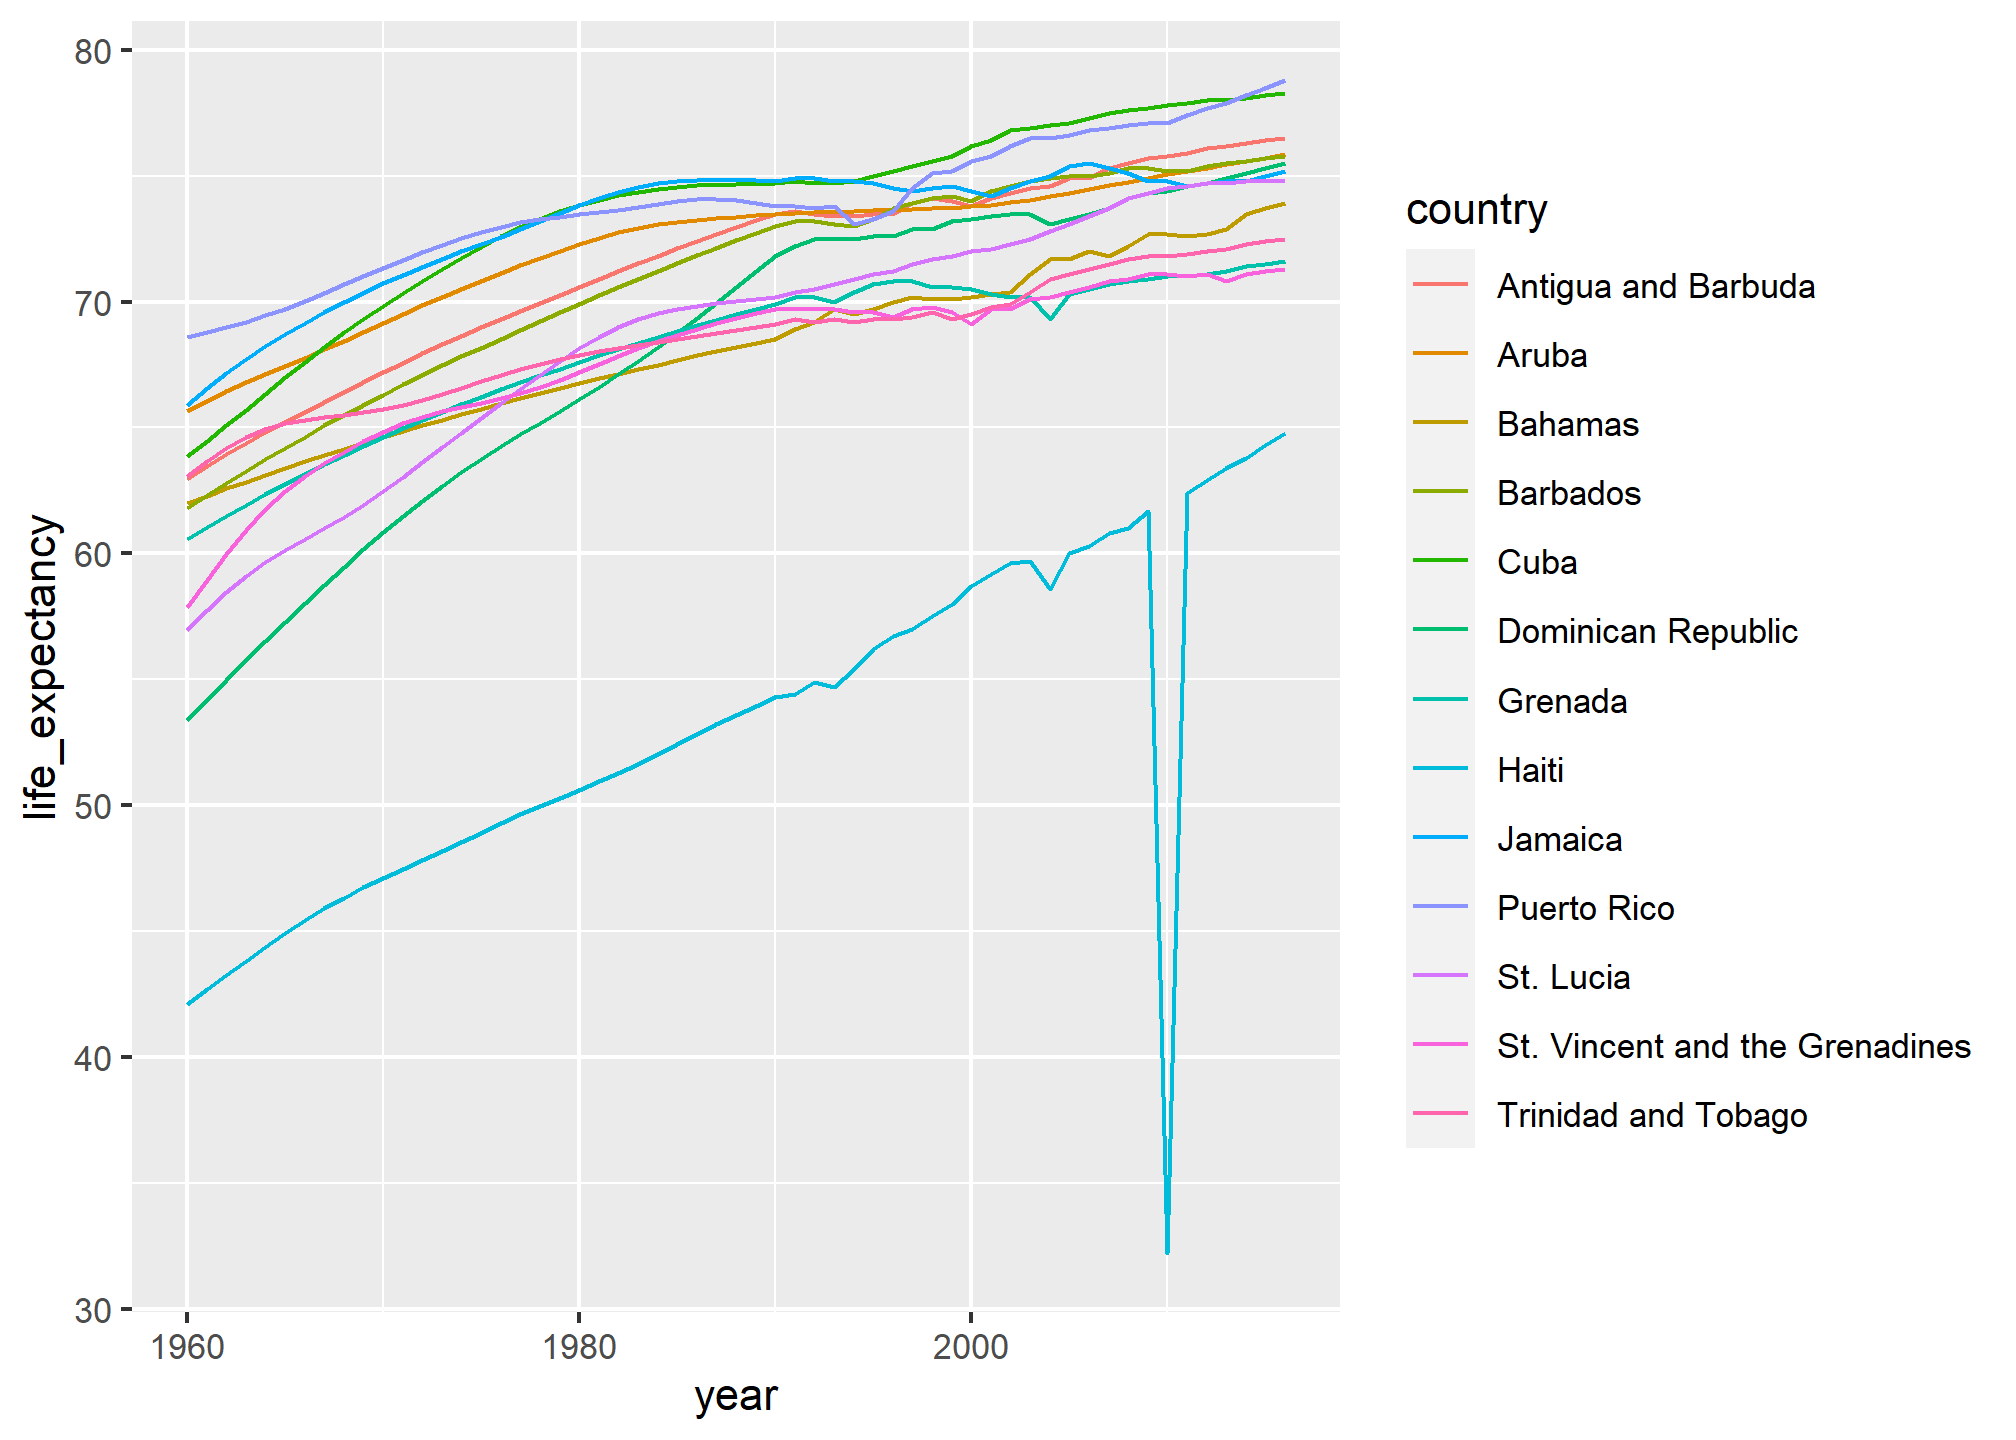 80
70
60
50
40
30
life_expectancy
1960
1980
2000
year
country
Antigua and Barbuda
Aruba
Bahamas
Barbados
Cuba
Dominican Republic
Grenada
Haiti
Jamaica
Puerto Rico
St. Lucia
St. Vincent and the Grenadines
Trinidad and Tobago